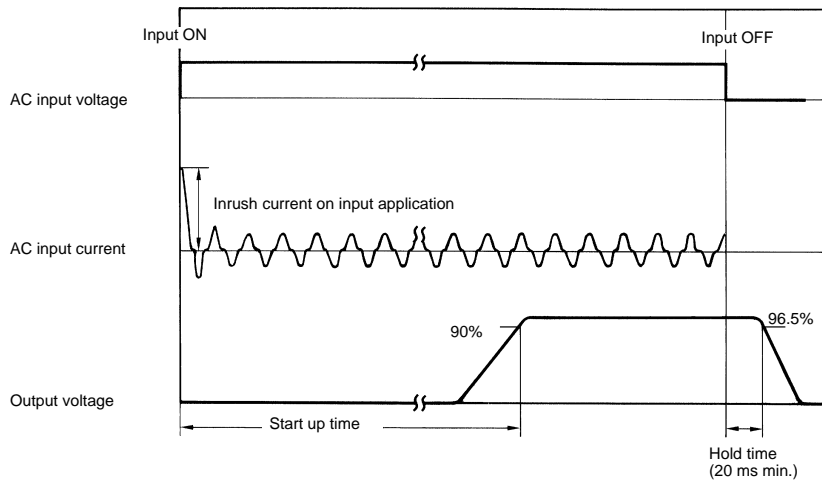 Input ON
Input OFF
AC input voltage
Inrush current on input application
AC input current
90%
96.5%
Output voltage
Start up time
Hold time
(20 ms min.)